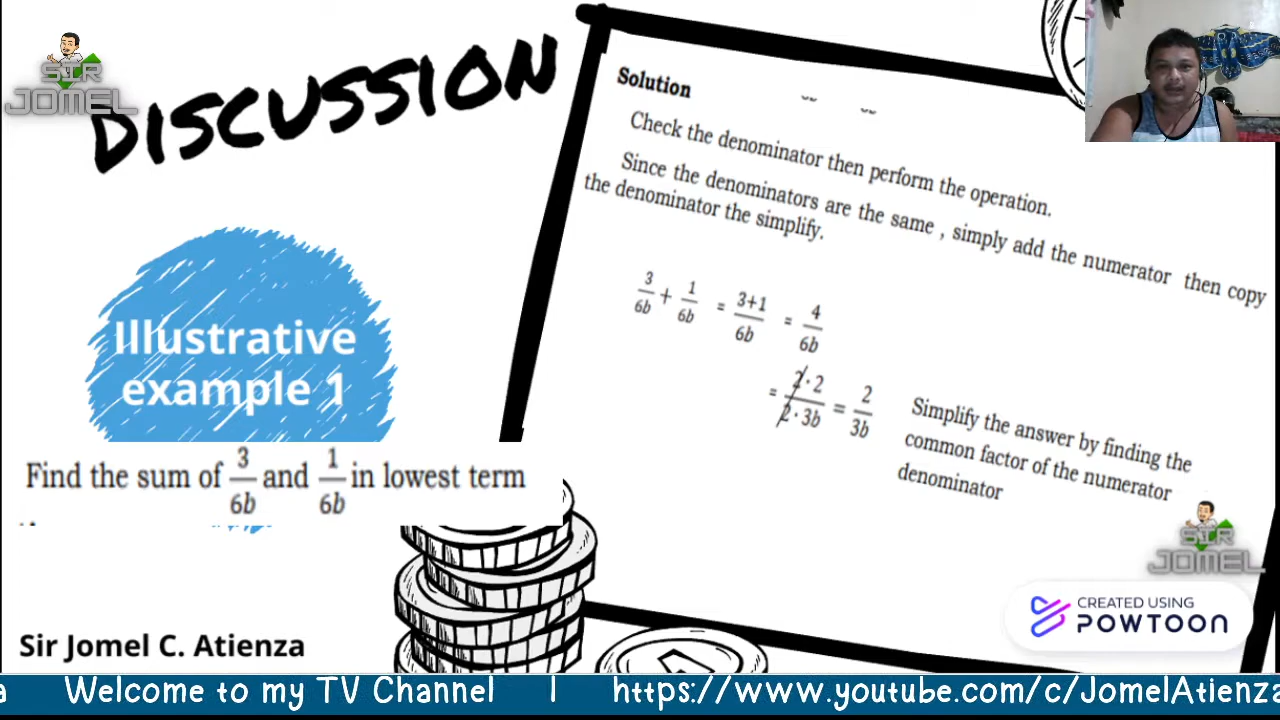 SIR
JOMEL
DISCUSSION
Illustrative
example 1
Find the sum of 3/6b and 1/6b in lowest term
Sir Jomel C. Atienza
Solution
Check the denominator then perform the operation.
Since the denominators are the same , simply add the numerator then copy
the denominator the simplify.
3/6b + 1/6b = 3+1/6b = 4/6b
= 2·2/2·3b = 2/3b
Simplify the answer by finding the
common factor of the numerator
denominator
SIR
JOMEL
CREATED USING
POWTOON
a Welcome to my TV Channel | https://www.youtube.com/c/JomelAtienza